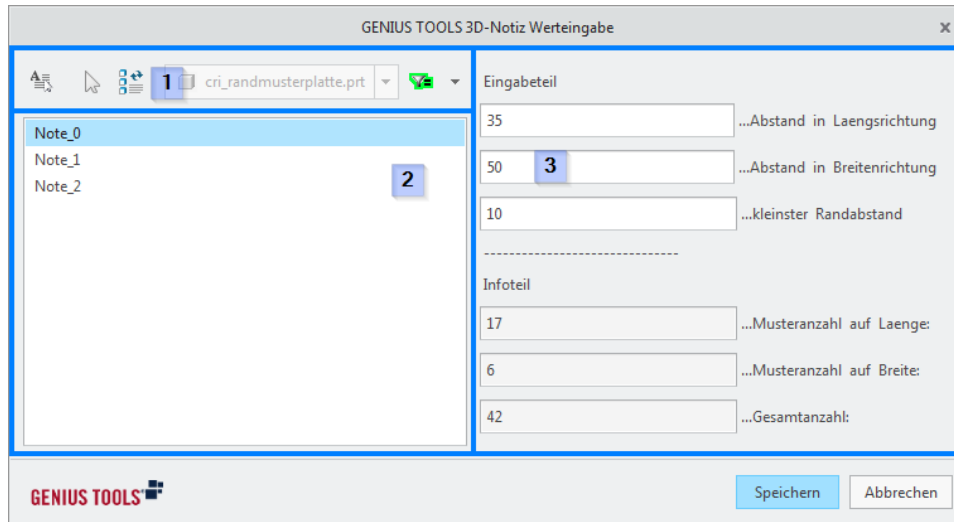 GENIUS TOOLS 3D-Notiz Werteingabe
1
cri_randmusterplatte.prt
Note_0
Note_1
Note_2
2
Eingabeteil
35 ...Abstand in Laengsrichtung
50 3 ...Abstand in Breitenrichtung
10 ...kleinster Randabstand
-------------------------------
Infoteil
17 ...Musteranzahl auf Laenge:
6 ...Musteranzahl auf Breite:
42 ...Gesamtanzahl:
GENIUS TOOLS
Speichern Abbrechen